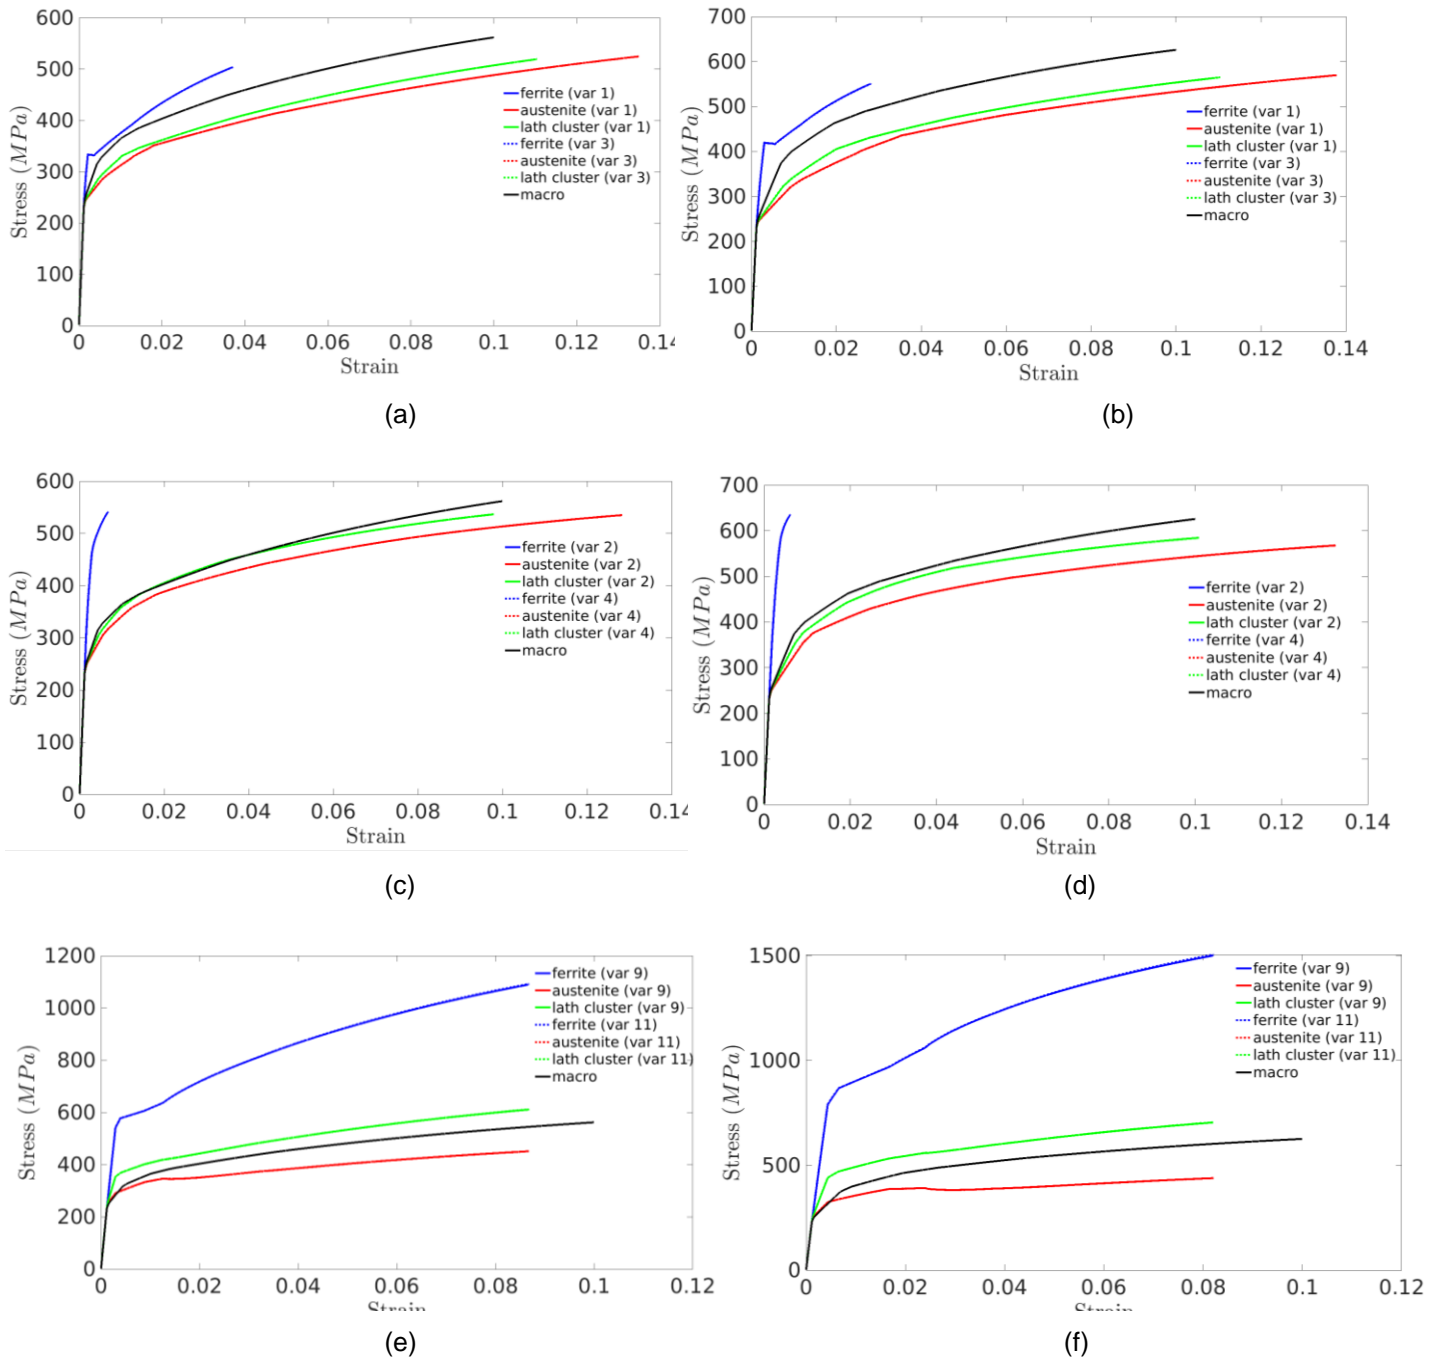 600
500
400
300
200
100
0
Stress (MPa)
ferrite (var 1)
austenite (var 1)
lath cluster (var 1)
ferrite (var 3)
austenite (var 3)
lath cluster (var 3)
macro
0 0.02 0.04 0.06 0.08 0.1 0.12
Strain
(a)
700
600
500
400
300
200
100
0
Stress (MPa)
ferrite (var 1)
austenite (var 1)
lath cluster (var 1)
ferrite (var 3)
austenite (var 3)
lath cluster (var 3)
macro
0 0.02 0.04 0.06 0.08 0.1 0.12 0.14
Strain
(b)
600
500
400
300
200
100
0
Stress (MPa)
ferrite (var 2)
austenite (var 2)
lath cluster (var 2)
ferrite (var 4)
austenite (var 4)
lath cluster (var 4)
macro
0 0.02 0.04 0.06 0.08 0.1 0.12 0.14
Strain
(c)
700
600
500
400
300
200
100
0
Stress (MPa)
ferrite (var 2)
austenite (var 2)
lath cluster (var 2)
ferrite (var 4)
austenite (var 4)
lath cluster (var 4)
macro
0 0.02 0.04 0.06 0.08 0.1 0.12 0.14
Strain
(d)
1200
1000
800
600
400
200
0
Stress (MPa)
ferrite (var 9)
austenite (var 9)
lath cluster (var 9)
ferrite (var 11)
austenite (var 11)
lath cluster (var 11)
macro
0 0.02 0.04 0.06 0.08 0.1 0.12
Strain
(e)
1500
1000
500
0
Stress (MPa)
ferrite (var 9)
austenite (var 9)
lath cluster (var 9)
ferrite (var 11)
austenite (var 11)
lath cluster (var 11)
macro
0 0.02 0.04 0.06 0.08 0.1 0.12
Strain
(f)